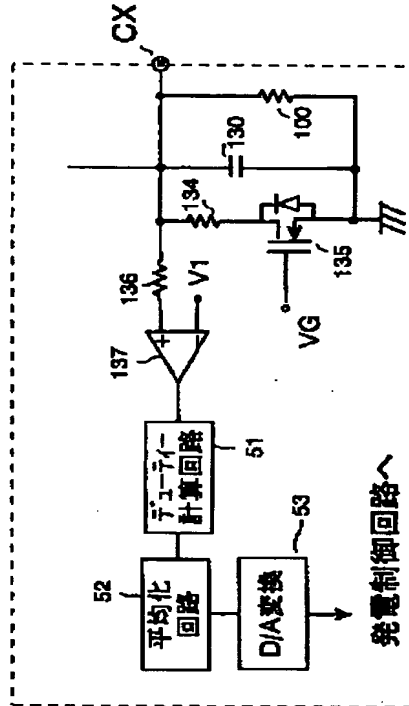 CX
136
V1
137
134
130
100
VG
135
デューティー
計算回路
51
52
平均化
回路
53
D/A変換
発電制御回路へ